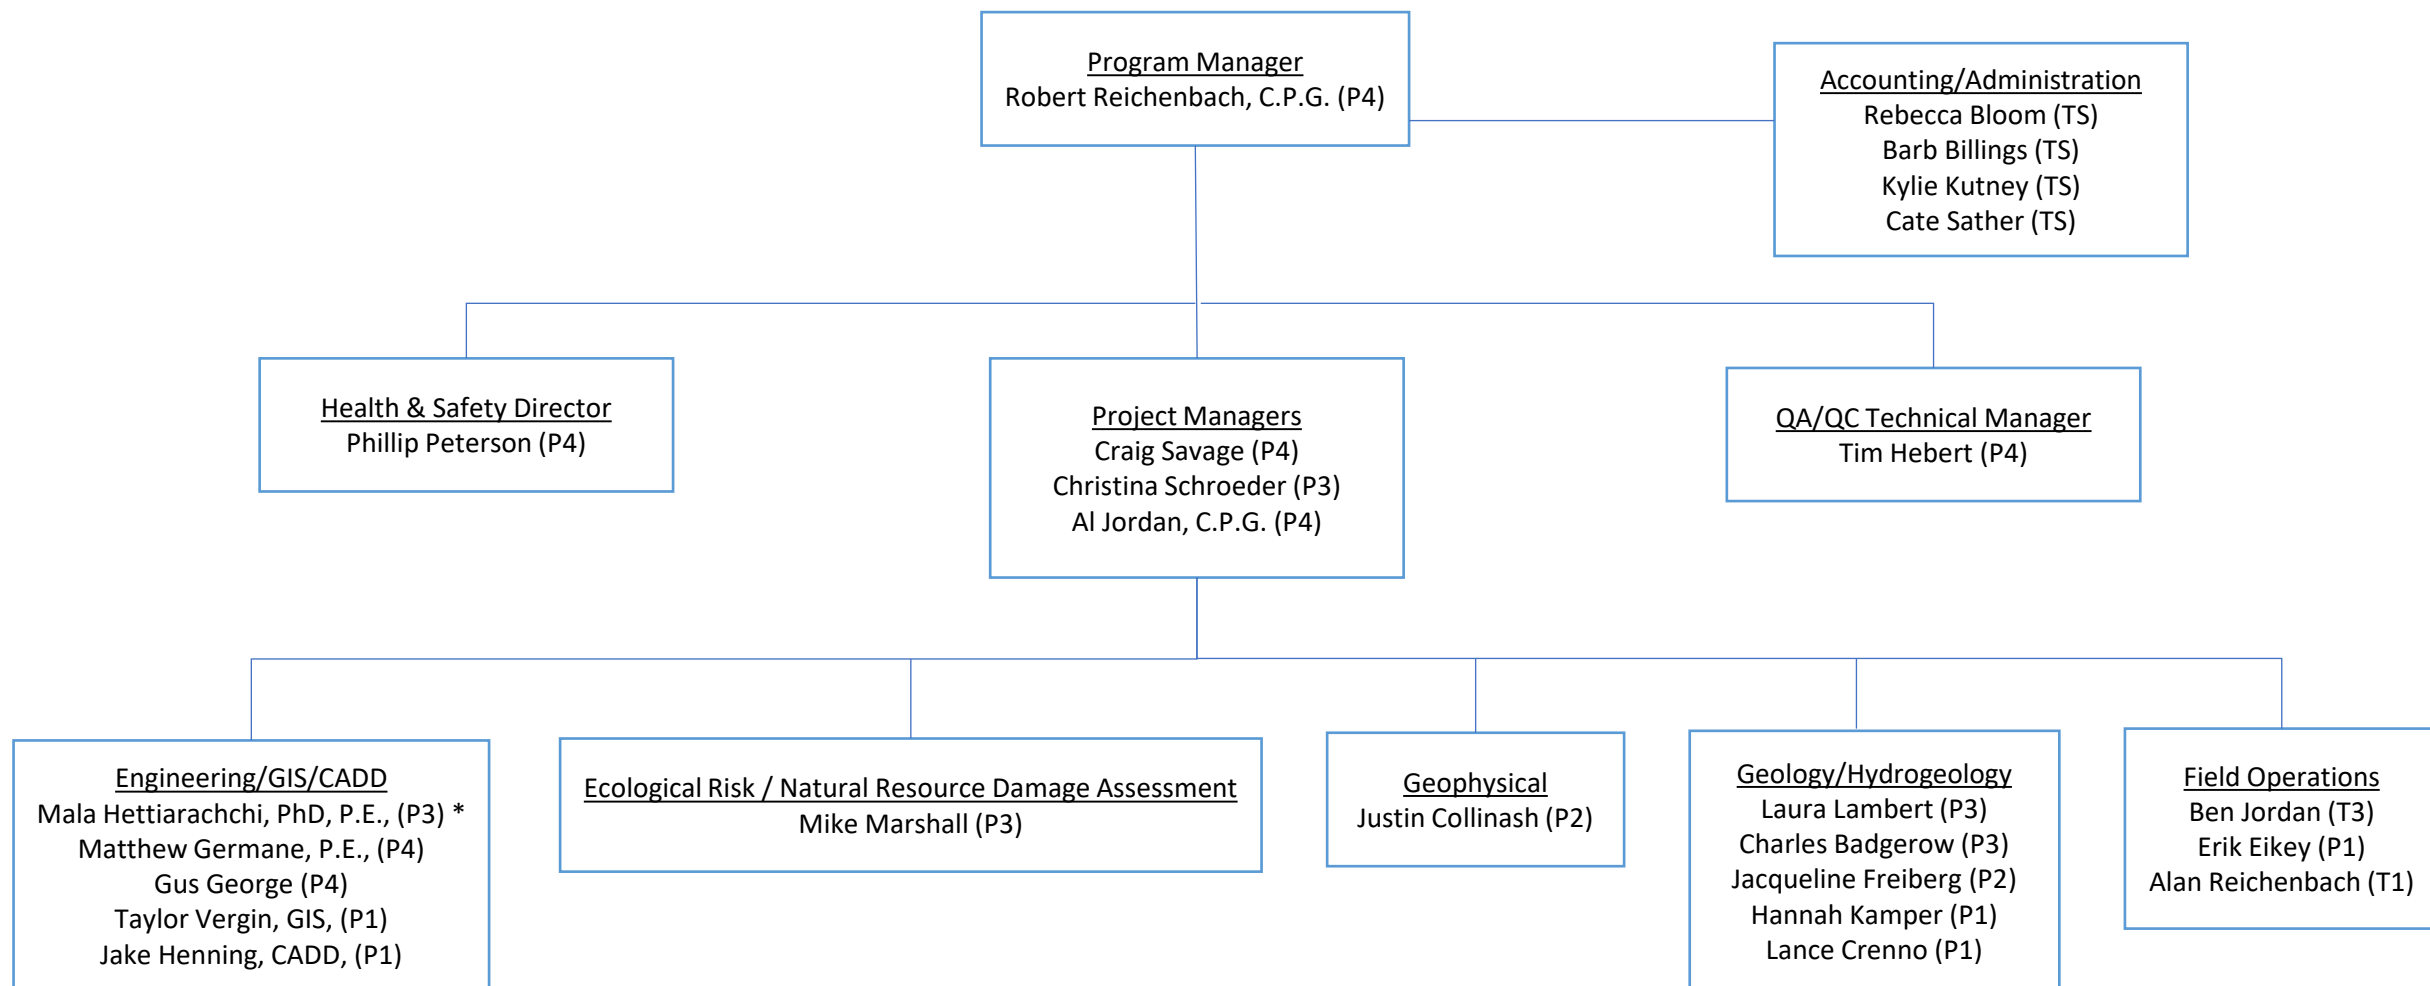 Program Manager
Robert Reichenbach, C.P.G. (P4)
Accounting/Administration
Rebecca Bloom (TS)
Barb Billings (TS)
Kylie Kutney (TS)
Cate Sather (TS)
Health & Safety Director
Phillip Peterson (P4)
Project Managers
Craig Savage (P4)
Christina Schroeder (P3)
Al Jordan, C.P.G. (P4)
QA/QC Technical Manager
Tim Hebert (P4)
Engineering/GIS/CADD
Mala Hettiarachchi, PhD, P.E., (P3) *
Matthew Germane, P.E., (P4)
Gus George (P4)
Taylor Vergin, GIS, (P1)
Jake Henning, CADD, (P1)
Ecological Risk / Natural Resource Damage Assessment
Mike Marshall (P3)
Geophysical
Justin Collinash (P2)
Geology/Hydrogeology
Laura Lambert (P3)
Charles Badgerow (P3)
Jacqueline Freiberg (P2)
Hannah Kamper (P1)
Lance Crenno (P1)
Field Operations
Ben Jordan (T3)
Erik Eikey (P1)
Alan Reichenbach (T1)